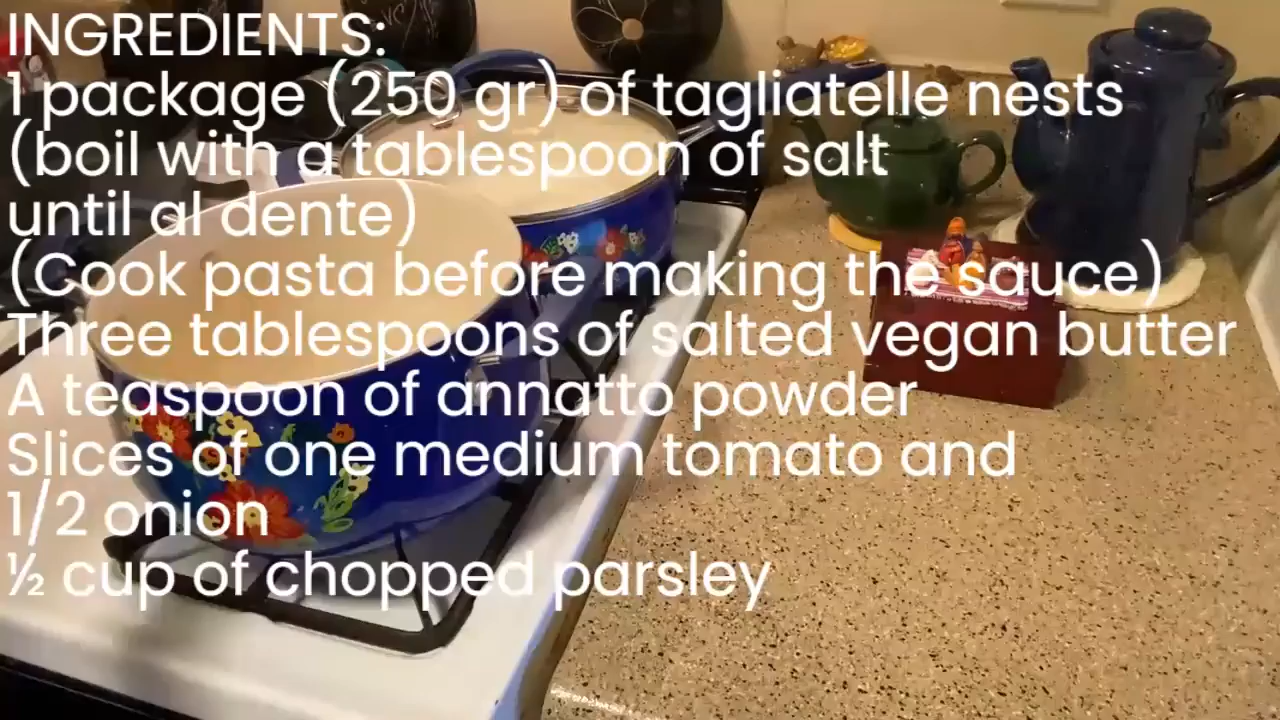 INGREDIENTS:
1 package (250 gr) of tagliatelle nests
(boil with a tablespoon of salt
until al dente)
(Cook pasta before making the sauce)
Three tablespoons of salted vegan butter
A teaspoon of annatto powder
Slices of one medium tomato and
1/2 onion
½ cup of chopped parsley